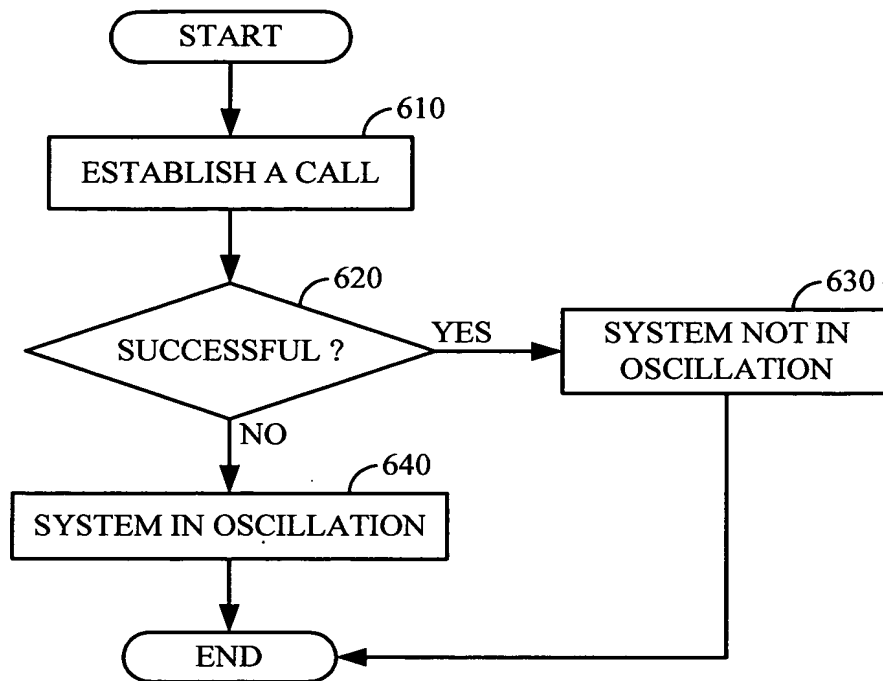 START
610
ESTABLISH A CALL
620
SUCCESSFUL ?
YES
630
SYSTEM NOT IN
OSCILLATION
NO
640
SYSTEM IN OSCILLATION
END